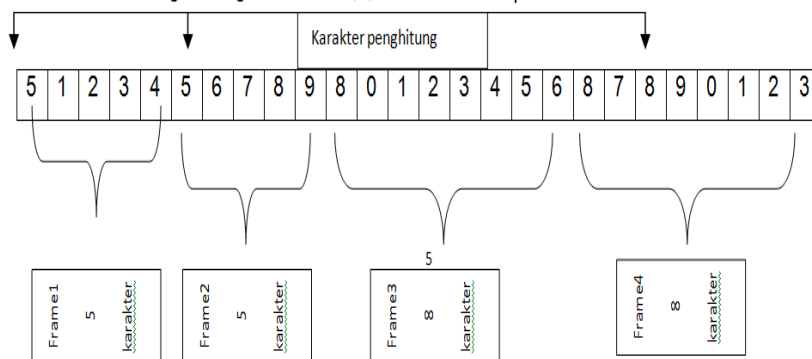 Karakter penghitung
5 1 2 3 4 5 6 7 8 9 8 0 1 2 3 4 5 6 8 7 8 9 0 1 2 3
5
Frame1
5
karakter
Frame2
5
karakter
Frame3
8
karakter
Frame4
8
karakter